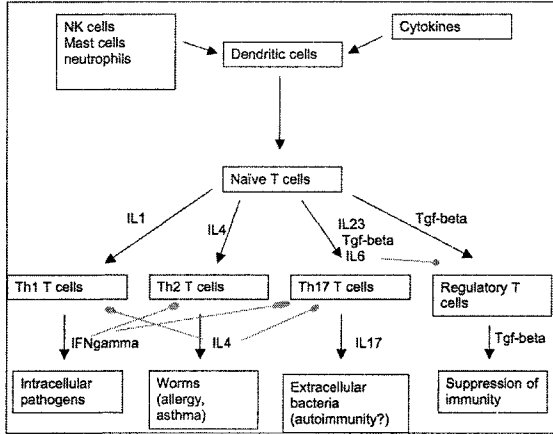 NK cells
Mast cells
neutrophils
Cytokines
Dendritic cells
Naïve T cells
IL1
IL4
IL23
Tgf-beta
IL6
Tgf-beta
Th1 T cells
Th2 T cells
Th17 T cells
Regulatory T
cells
IFNgamma
IL4
IL17
Tgf-beta
Intracellular
pathogens
Worms
(allergy,
asthma)
Extracellular
bacteria
(autoimmunity?)
Suppression of
immunity